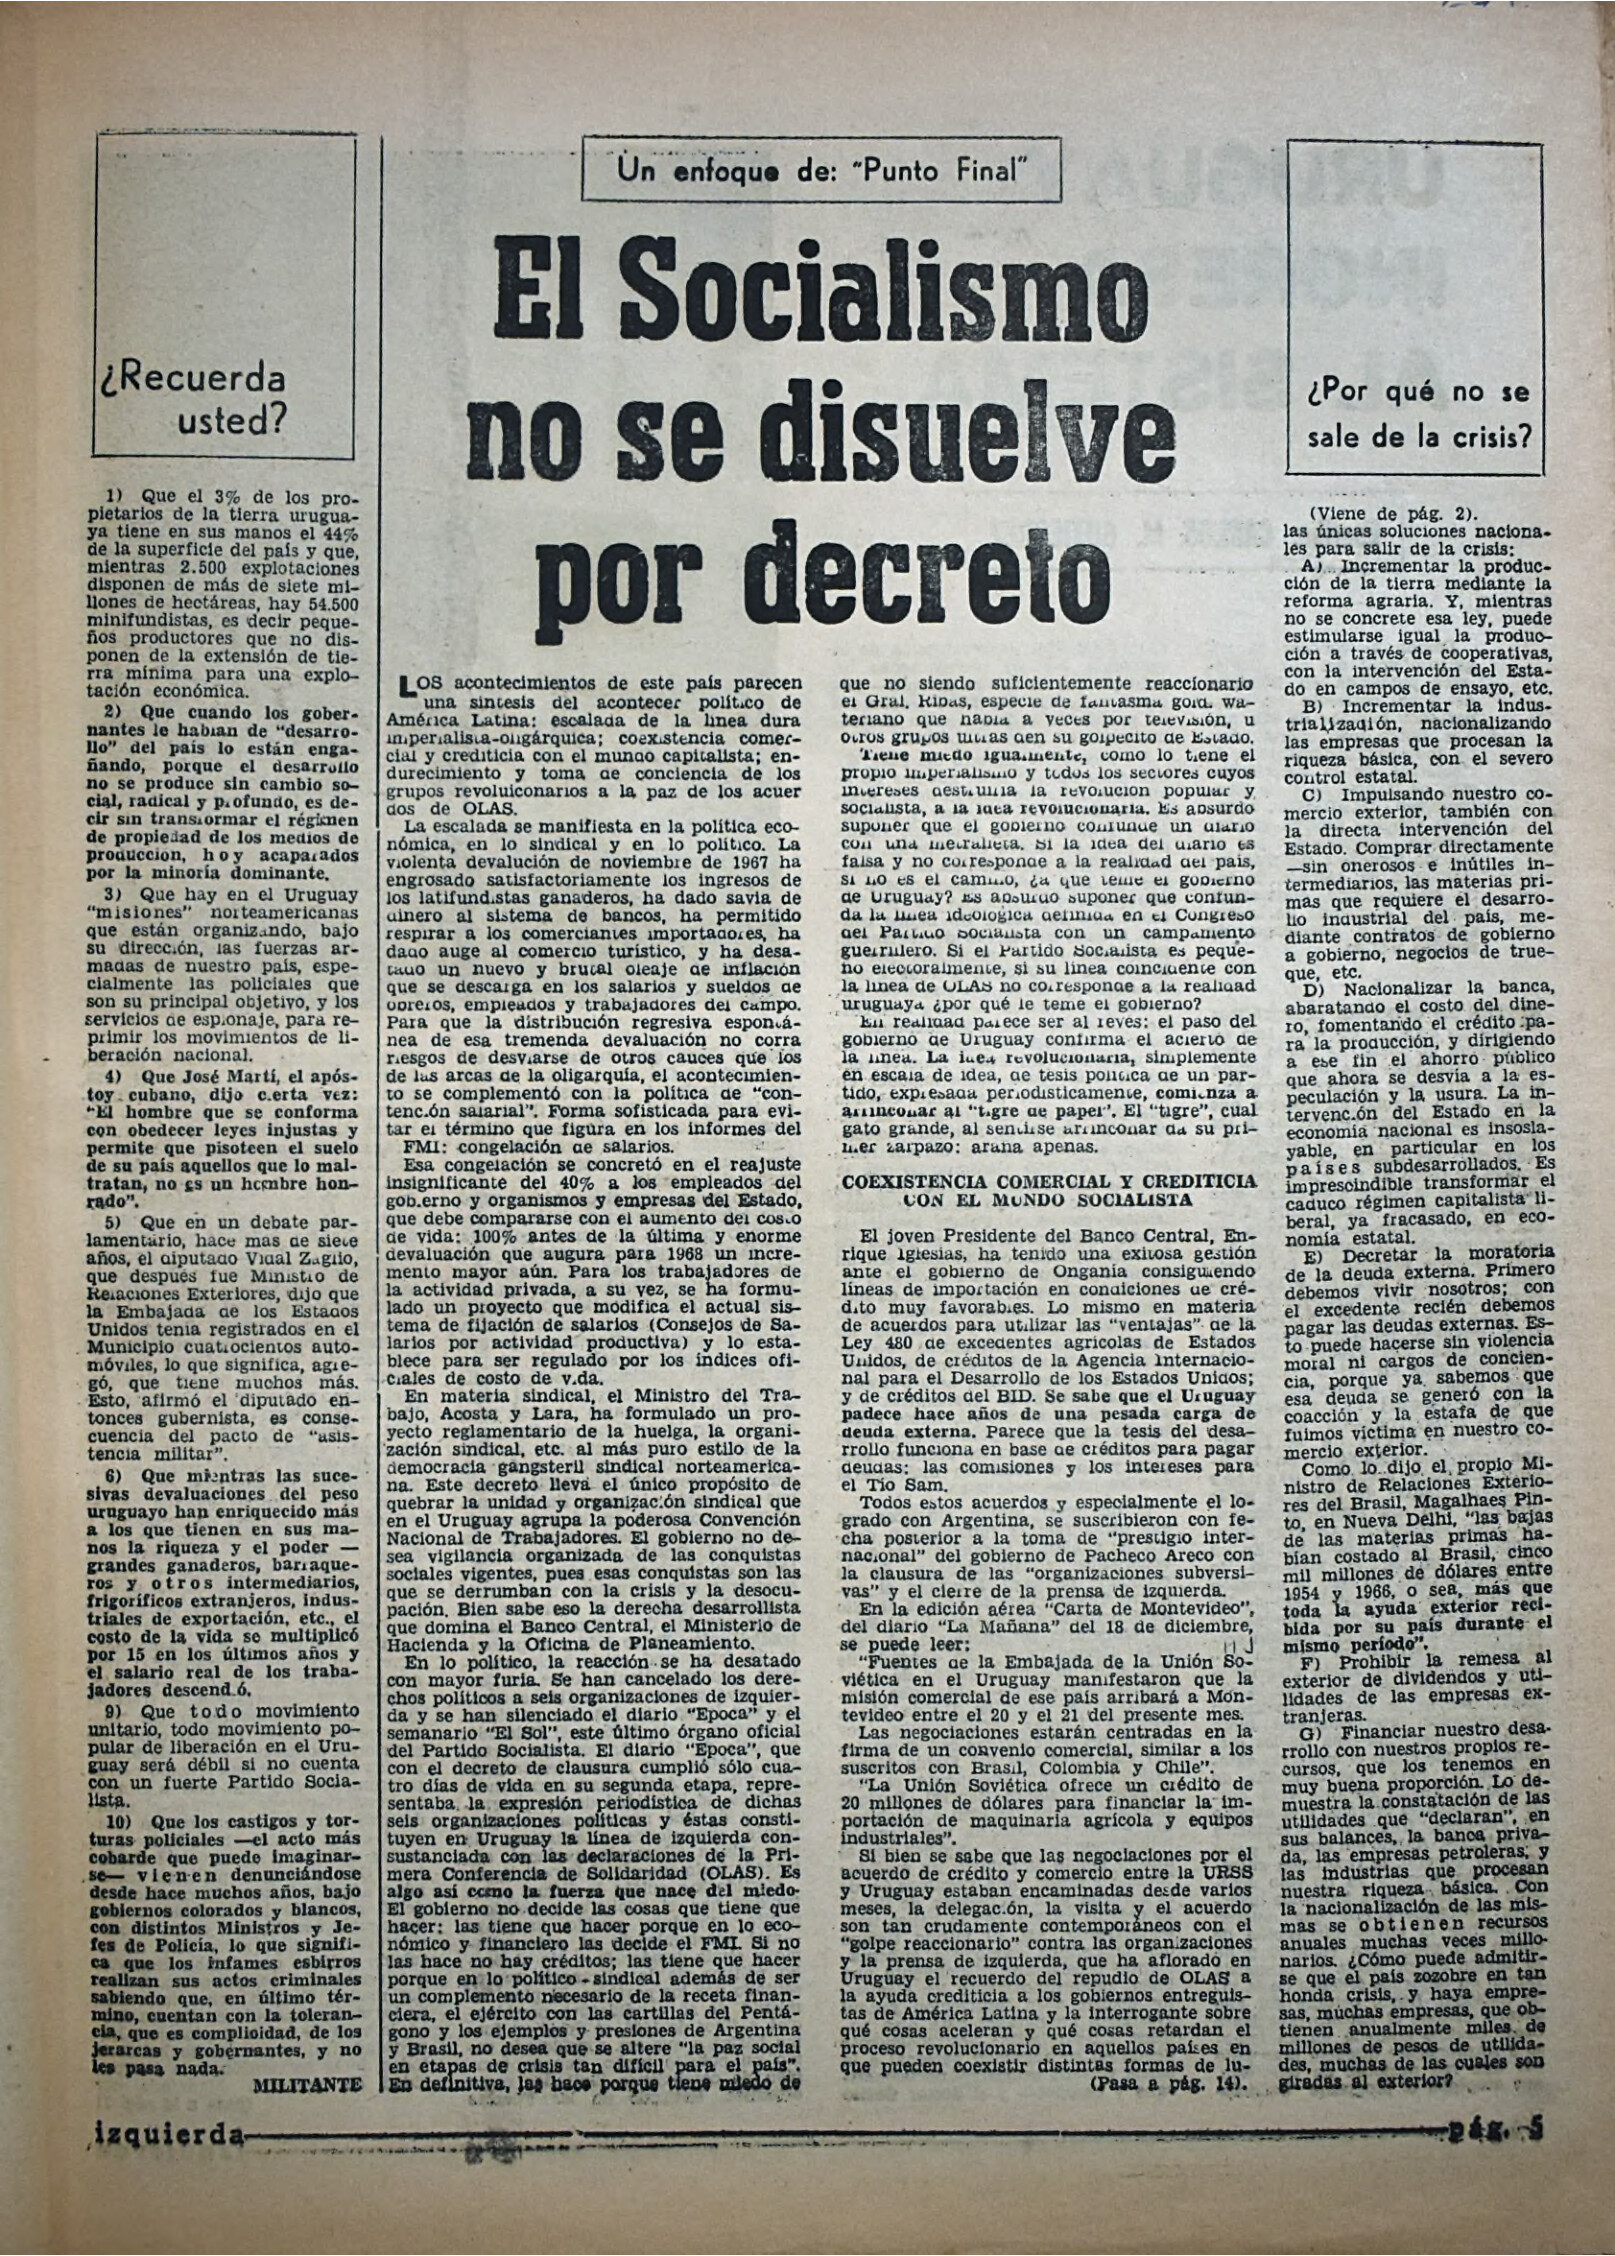 ¿Recuerda
usted?
1) Que el 3% de los pro-
pietarios de la tierra urugua-
ya tiene en sus manos el 44%
de la superficie del país y que,
mientras 2.500 explotaciones
disponen de más de siete mi-
llones de hectáreas, hay 54.500
minifundistas, es decir peque-
ños productores que no dis-
ponen de la extensión de tie-
rra mínima para una explo-
tación económica.
2) Que cuando los gober-
nantes le hablan de "desarro-
llo" del país lo están enga-
ñando, porque el desarrollo
no se produce sin cambio so-
cial, radical y profundo, es de-
cir sin transformar el régimen
de propiedad de los medios de
produccion, hoy acaparados
por la minoría dominante.
3) Que hay en el Uruguay
"misiones" norteamericanas
que están organizando, bajo
su dirección, las fuerzas ar-
madas de nuestro país, espe-
cialmente las policiales que
son su principal objetivo, y los
servicios de espionaje, para re-
primir los movimientos de li-
beración nacional.
4) Que José Martí, el após-
toy cubano, dijo cierta vez:
"El hombre que se conforma
con obedecer leyes injustas y
permite que pisoteen el suelo
de su país aquellos que lo mal-
tratan, no es un hombre hon-
rado".
5) Que en un debate par-
lamentario, hace mas de siete
años, el diputado Vidal Zaglio,
que después fue Ministro de
Relaciones Exteriores, dijo que
la Embajada de los Estados
Unidos tenia registrados en el
Municipio cuatrocientos auto-
móviles, lo que significa, agre-
gó, que tiene muchos más.
Esto, afirmó el diputado en-
tonces gubernista, es conse-
cuencia del pacto de "asis-
tencia militar".
6) Que mientras las suce-
sivas devaluaciones del peso
uruguayo han enriquecido más
a los que tienen en sus ma-
nos la riqueza y el poder —
grandes ganaderos, barraque-
ros y otros intermediarios,
frigoríficos extranjeros, indus-
triales de exportación, etc., el
costo de la vida se multiplicó
por 15 en los últimos años y
el salario real de los traba-
jadores descendió.
9) Que todo movimiento
unitario, todo movimiento po-
pular de liberación en el Uru-
guay será débil si no cuenta
con un fuerte Partido Socia-
lista.
10) Que los castigos y tor-
turas policiales —el acto más
cobarde que puede imaginar-
se— vienen denunciándose
desde hace muchos años, bajo
gobiernos colorados y blancos,
con distintos Ministros y Je-
fes de Policía, lo que signifi-
ca que los infames esbirros
realizan sus actos criminales
sabiendo que, en último tér-
mino, cuentan con la toleran-
cia, que es complicidad, de los
jerarcas y gobernantes, y no
les pasa nada.
MILITANTE
Un enfoque de: "Punto Final"
El Socialismo
no se disuelve
por decreto
LOS acontecimientos de este país parecen
una sintesis del acontecer político de
América Latina: escalada de la linea dura
imperialista-oligárquica; coexistencia comer-
cial y crediticia con el mundo capitalista; en-
durecimiento y toma de conciencia de los
grupos revoluicionarios a la paz de los acuer
dos de OLAS.
La escalada se manifiesta en la política eco-
nómica, en lo sindical y en lo político. La
violenta devalución de noviembre de 1967 ha
engrosado satisfactoriamente los ingresos de
los latifundistas ganaderos, ha dado savia de
dinero al sistema de bancos, ha permitido
respirar a los comerciantes importadores, ha
dado auge al comercio turístico, y ha desa-
tado un nuevo y brutal oleaje de inflación
que se descarga en los salarios y sueldos de
obreros, empleados y trabajadores del campo.
Para que la distribución regresiva espontá-
nea de esa tremenda devaluación no corra
riesgos de desviarse de otros cauces que los
de las arcas de la oligarquía, el acontecimien-
to se complementó con la política de "con-
tención salarial". Forma sofisticada para evi-
tar el término que figura en los informes del
FMI: congelación de salarios.
Esa congelación se concretó en el reajuste
insignificante del 40% a los empleados del
gobierno y organismos y empresas del Estado,
que debe compararse con el aumento del costo
de vida: 100% antes de la última y enorme
devaluación que augura para 1968 un incre-
mento mayor aún. Para los trabajadores de
la actividad privada, a su vez, se ha formu-
lado un proyecto que modifica el actual sis-
tema de fijación de salarios (Consejos de Sa-
larios por actividad productiva) y lo esta-
blece para ser regulado por los índices ofi-
ciales de costo de vida.
En materia sindical, el Ministro del Tra-
bajo, Acosta y Lara, ha formulado un pro-
yecto reglamentario de la huelga, la organi-
zación sindical, etc. al más puro estilo de la
democracia gangsteril sindical norteamerica-
na. Este decreto lleva el único propósito de
quebrar la unidad y organización sindical que
en el Uruguay agrupa la poderosa Convención
Nacional de Trabajadores. El gobierno no de-
sea vigilancia organizada de las conquistas
sociales vigentes, pues esas conquistas son las
que se derrumban con la crisis y la desocu-
pación. Bien sabe eso la derecha desarrollista
que domina el Banco Central, el Ministerio de
Hacienda y la Oficina de Planeamiento.
En lo político, la reacción se ha desatado
con mayor furia. Se han cancelado los dere-
chos políticos a seis organizaciones de izquier-
da y se han silenciado el diario "Epoca" y el
semanario "El Sol", este último órgano oficial
del Partido Socialista. El diario "Epoca", que
con el decreto de clausura cumplió sólo cua-
tro días de vida en su segunda etapa, repre-
sentaba la expresión periodística de dichas
seis organizaciones políticas y éstas consti-
tuyen en Uruguay la línea de izquierda con-
sustanciada con las declaraciones de la Pri-
mera Conferencia de Solidaridad (OLAS). Es
algo así como la fuerza que nace del miedo.
El gobierno no decide las cosas que tiene que
hacer: las tiene que hacer porque en lo eco-
nómico y financiero las decide el FMI. Si no
las hace no hay créditos; las tiene que hacer
porque en lo político-sindical además de ser
un complemento necesario de la receta finan-
ciera, el ejército con las cartillas del Pentá-
gono y los ejemplos y presiones de Argentina
y Brasil, no desea que se altere "la paz social
en etapas de crisis tan difícil para el país".
En definitiva, las hace porque tiene miedo de
que no siendo suficientemente reaccionario
el Gral. Ribas, especie de fantasma gold. wa-
teriano que habla a veces por televisión, u
otros grupos den su golpecito de Estado.
Tiene miedo igualmente, como lo tiene el
propio imperialismo y todos los sectores cuyos
intereses destruiría la revolucion popular y
socialista, a la idea revolucionaria. Es absurdo
suponer que el gobierno confunde un diario
con una metralleta. Si la idea del diario es
falsa y no corresponde a la realidad del país,
si no es el camino, ¿a que teme el gobierno
de Uruguay? Es absurdo suponer que confun-
da la línea ideológica definida en el Congreso
del Partido Socialista con un campamento
guerrillero. Si el Partido Socialista es peque-
ño electoralmente, si su línea coincidente con
la línea de OLAS no corresponde a la realidad
uruguaya ¿por qué le teme el gobierno?
En realidad parece ser al reves: el paso del
gobierno de Uruguay confirma el acierto de
la línea. La idea revolucionaria, simplemente
en escala de idea, de tesis política de un par-
tido, expresada periodísticamente, comienza a
arrinconar al "tigre de papel". El "tigre", cual
gato grande, al sentirse arrinconar da su pri-
mer zarpazo: araña apenas.
COEXISTENCIA COMERCIAL Y CREDITICIA
CON EL MUNDO SOCIALISTA
El joven Presidente del Banco Central, En-
rique Iglesias, ha tenido una exitosa gestión
ante el gobierno de Ongania consiguiendo
líneas de importación en condiciones de cré-
dito muy favorables. Lo mismo en materia
de acuerdos para utilizar las "ventajas" de la
Ley 480 de excedentes agrícolas de Estados
Unidos, de créditos de la Agencia Internacio-
nal para el Desarrollo de los Estados Unidos;
y de créditos del BID. Se sabe que el Uruguay
padece hace años de una pesada carga de
deuda externa. Parece que la tesis del desa-
rrollo funciona en base de créditos para pagar
deudas: las comisiones y los intereses para
el Tío Sam.
Todos estos acuerdos y especialmente el lo-
grado con Argentina, se suscribieron con fe-
cha posterior a la toma de "prestigio inter-
nacional" del gobierno de Pacheco Areco con
la clausura de las "organizaciones subversi-
vas" y el cierre de la prensa de izquierda.
En la edición aérea "Carta de Montevideo",
del diario "La Mañana" del 18 de diciembre,
se puede leer:
"Fuentes de la Embajada de la Unión So-
viética en el Uruguay manifestaron que la
misión comercial de ese país arribará a Mon-
tevideo entre el 20 y el 21 del presente mes.
Las negociaciones estarán centradas en la
firma de un convenio comercial, similar a los
suscritos con Brasil, Colombia y Chile".
"La Unión Soviética ofrece un crédito de
20 millones de dólares para financiar la im-
portación de maquinaria agrícola y equipos
industriales".
Si bien se sabe que las negociaciones por el
acuerdo de crédito y comercio entre la URSS
y Uruguay estaban encaminadas desde varios
meses, la delegación, la visita y el acuerdo
son tan crudamente contemporáneos con el
"golpe reaccionario" contra las organizaciones
y la prensa de izquierda, que ha aflorado en
Uruguay el recuerdo del repudio de OLAS a
la ayuda crediticia a los gobiernos entreguis-
tas de América Latina y la interrogante sobre
qué cosas aceleran y qué cosas retardan el
proceso revolucionario en aquellos países en
que pueden coexistir distintas formas de lu-
(Pasa a pág. 14).
¿Por qué no se
sale de la crisis?
(Viene de pág. 2).
las únicas soluciones naciona-
les para salir de la crisis:
A) Incrementar la produc-
ción de la tierra mediante la
reforma agraria. Y, mientras
no se concrete esa ley, puede
estimularse igual la produc-
ción a través de cooperativas,
con la intervención del Esta-
do en campos de ensayo, etc.
B) Incrementar la indus-
trialización, nacionalizando
las empresas que procesan la
riqueza básica, con el severo
control estatal.
C) Impulsando nuestro co-
mercio exterior, también con
la directa intervención del
Estado. Comprar directamente
—sin onerosos e inútiles in-
termediarios, las materias pri-
mas que requiere el desarro-
llo industrial del país, me-
diante contratos de gobierno
a gobierno, negocios de true-
que, etc.
D) Nacionalizar la banca,
abaratando el costo del dine-
ro, fomentando el crédito pa-
ra la producción, y dirigiendo
a ese fin el ahorro público
que ahora se desvía a la es-
peculación y la usura. La in-
tervención del Estado en la
economía nacional es insosla-
yable, en particular en los
países subdesarrollados. Es
imprescindible transformar el
caduco régimen capitalista li-
beral, ya fracasado, en eco-
nomía estatal.
E) Decretar la moratoria
de la deuda externa. Primero
debemos vivir nosotros; con
el excedente recién debemos
pagar las deudas externas. Es-
to puede hacerse sin violencia
moral ni cargos de concien-
cia, porque ya sabemos que
esa deuda se generó con la
coacción y la estafa de que
fuimos víctima en nuestro co-
mercio exterior.
Como lo dijo el propio Mi-
nistro de Relaciones Exterio-
res del Brasil, Magalhaes Pin-
to, en Nueva Delhi, "las bajas
de las materias primas ha-
bían costado al Brasil, cinco
mil millones de dólares entre
1954 y 1966, o sea, más que
toda la ayuda exterior reci-
bida por su país durante el
mismo período".
F) Prohibir la remesa al
exterior de dividendos y uti-
lidades de las empresas ex-
tranjeras.
G) Financiar nuestro desa-
rrollo con nuestros propios re-
cursos, que los tenemos en
muy buena proporción. Lo de-
muestra la constatación de las
utilidades que "declaran", en
sus balances, la banca priva-
da, las empresas petroleras; y
las industrias que procesan
nuestra riqueza básica. Con
la nacionalización de las mis-
mas se obtienen recursos
anuales muchas veces millo-
narios. ¿Cómo puede admitir-
se que el país zozobre en tan
honda crisis, y haya empre-
sas, muchas empresas, que ob-
tienen anualmente miles de
millones de pesos de utilida-
des, muchas de las cuales son
giradas al exterior?
izquierda
pág. 5